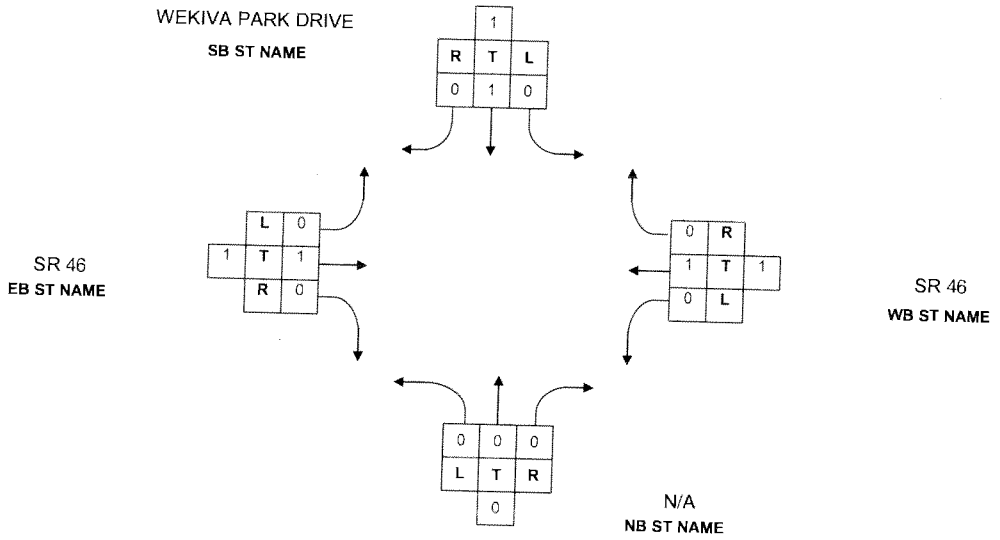 WEKIVA PARK DRIVE
SB ST NAME
1
R T L
0 1 0
L 0
1 T 1
R 0
SR 46
EB ST NAME
0 R
1 T 1
0 L
SR 46
WB ST NAME
0 0 0
L T R
0
N/A
NB ST NAME